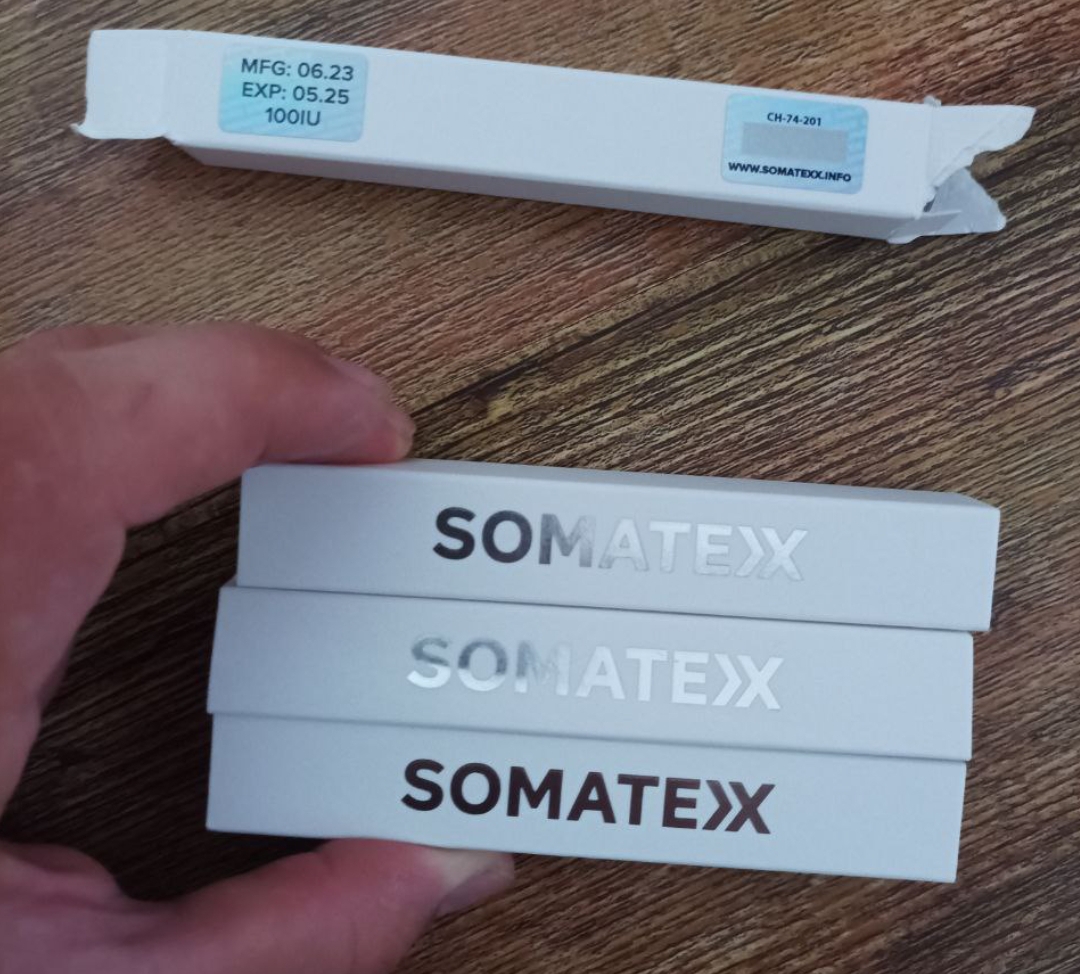 MFG: 06.23
EXP: 05.25
100IU
CH-74-201
WWW.SOMATEXX.INFO
SOMATEXX
SOMATEXX
SOMATEXX